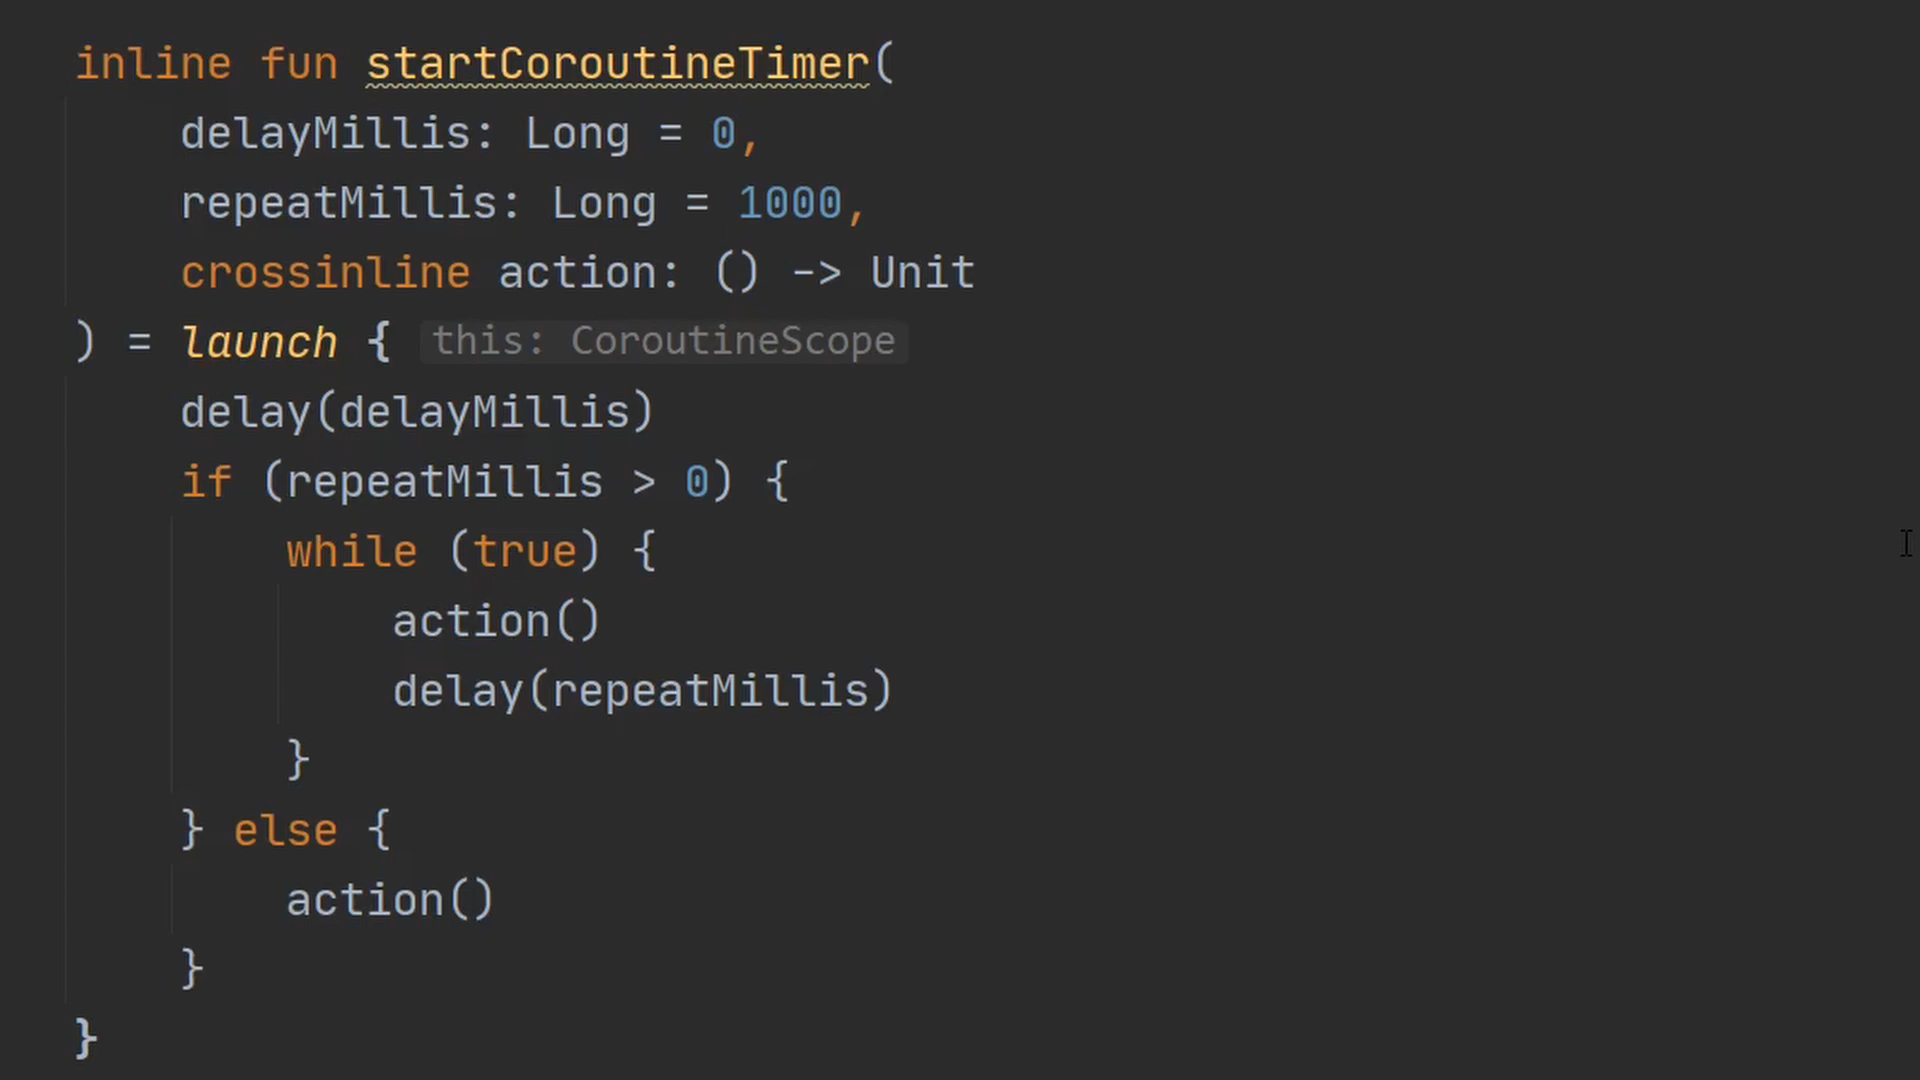 inline fun startCoroutineTimer(
    delayMillis: Long = 0,
    repeatMillis: Long = 1000,
    crossinline action: () -> Unit
) = launch { this: CoroutineScope
    delay(delayMillis)
    if (repeatMillis > 0) {
        while (true) {
            action()
            delay(repeatMillis)
        }
    } else {
        action()
    }
}